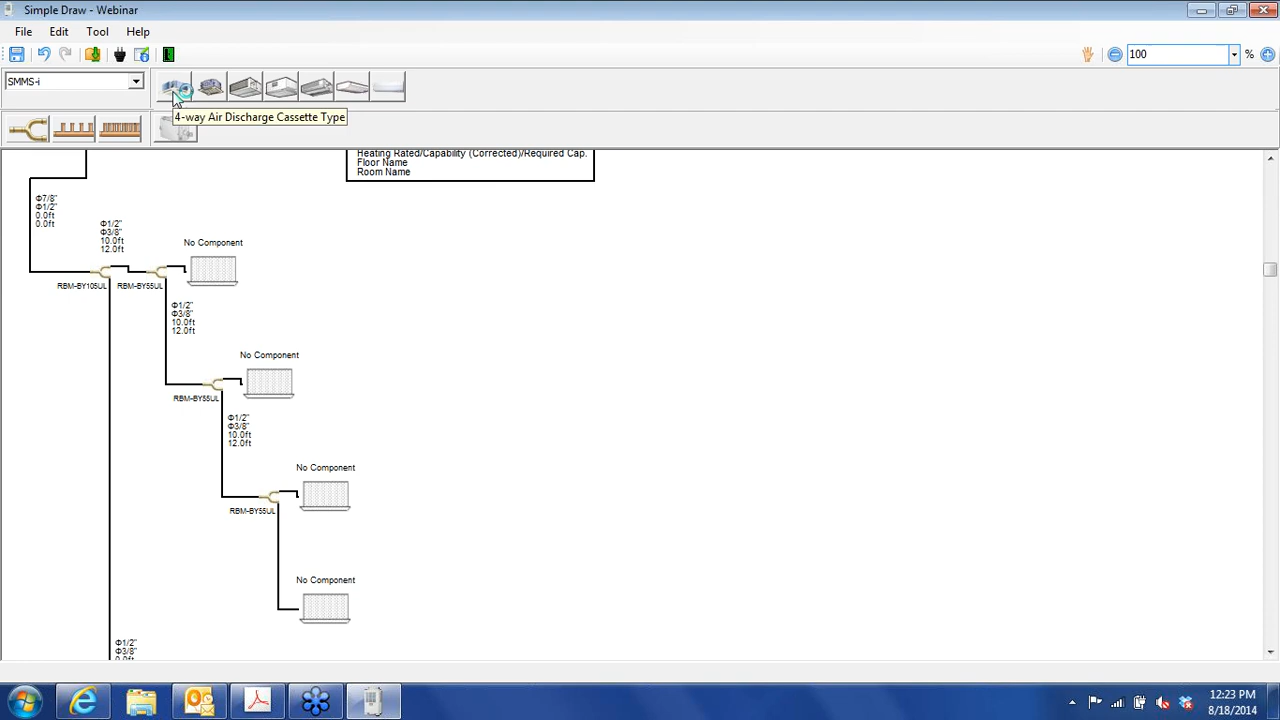 Simple Draw - Webinar
File Edit Tool Help
100 %
SMMS-i
4-way Air Discharge Cassette Type
Heating Rated/Capability (Corrected)/Required Cap.
Floor Name
Room Name
Φ7/8"
Φ1/2"
0.0ft
0.0ft
Φ1/2"
Φ3/8"
10.0ft
12.0ft
No Component
RBM-BY105UL RBM-BY55UL
Φ1/2"
Φ3/8"
10.0ft
12.0ft
No Component
RBM-BY55UL
Φ1/2"
Φ3/8"
10.0ft
12.0ft
No Component
RBM-BY55UL
No Component
Φ1/2"
Φ3/8"
0.0ft
12:23 PM
8/18/2014